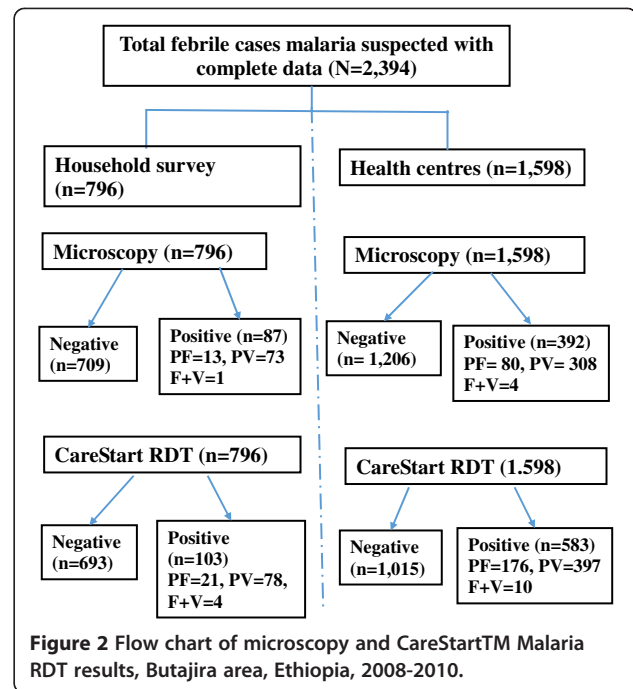 Total febrile cases malaria suspected with
complete data (N=2,394)
Household survey
(n=796)
Health centres (n=1,598)
Microscopy (n=796)
Microscopy (n=1,598)
Negative
(n=709)
Positive (n=87)
PF=13, PV=73
F+V=1
Negative
(n= 1,206)
Positive (n=392)
PF= 80, PV= 308
F+V=4
CareStart RDT (n=796)
CareStart RDT (1.598)
Negative
(n=693)
Positive
(n=103)
PF=21, PV=78,
F+V=4
Negative
(n=1,015)
Positive (n=583)
PF=176, PV=397
F+V=10
Figure 2 Flow chart of microscopy and CareStartTM Malaria
RDT results, Butajira area, Ethiopia, 2008-2010.